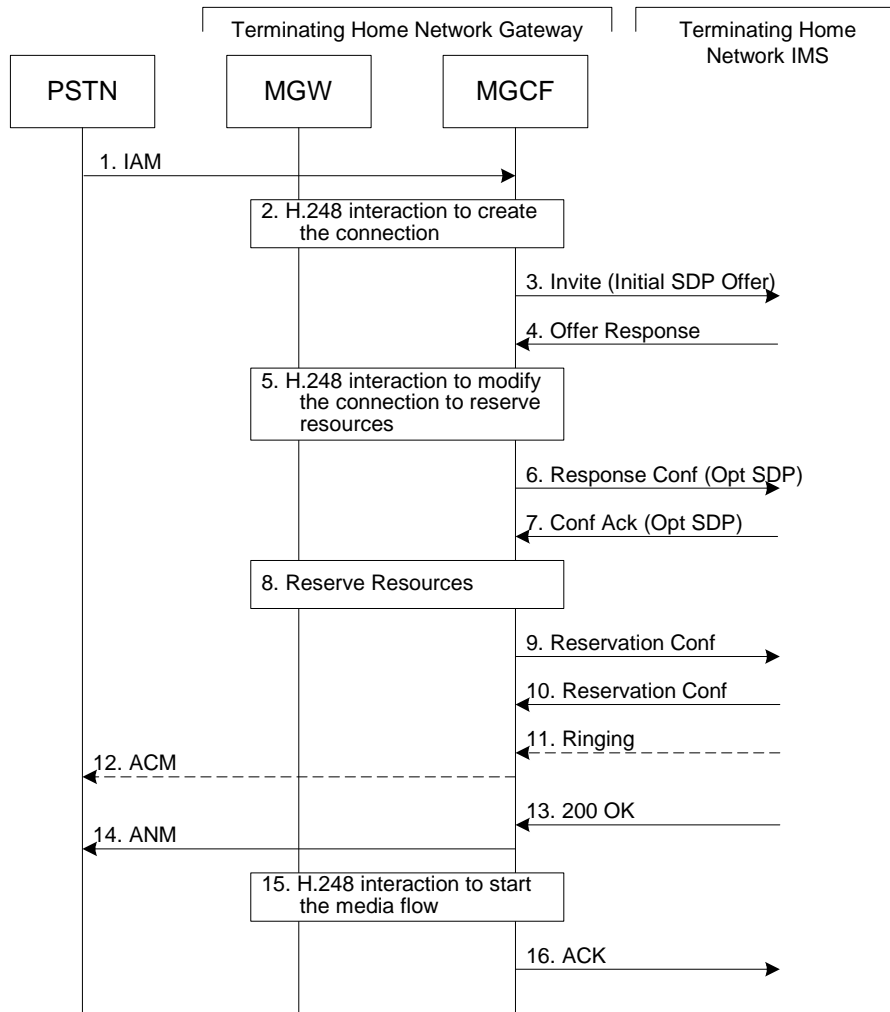 Terminating Home Network Gateway
Terminating Home
Network IMS
PSTN
MGW
MGCF
1. IAM
2. H.248 interaction to create
the connection
3. Invite (Initial SDP Offer)
4. Offer Response
5. H.248 interaction to modify
the connection to reserve
resources
6. Response Conf (Opt SDP)
7. Conf Ack (Opt SDP)
8. Reserve Resources
9. Reservation Conf
10. Reservation Conf
11. Ringing
12. ACM
13. 200 OK
14. ANM
15. H.248 interaction to start
the media flow
16. ACK